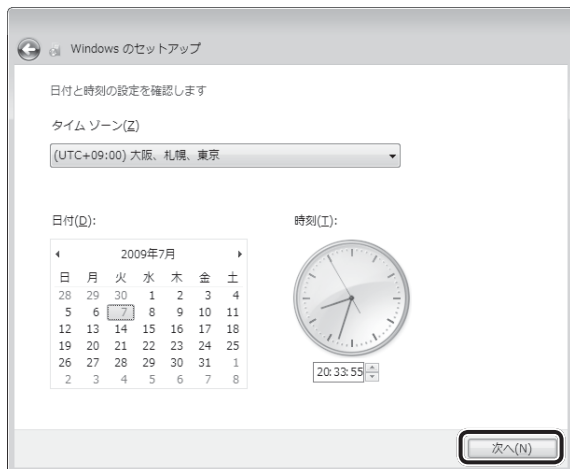 Windows のセットアップ
日付と時刻の設定を確認します
タイム ゾーン(Z)
(UTC+09:00) 大阪、札幌、東京
日付(D):
時刻(T):
2009年7月
日 月 火 水 木 金 土
28 29 30 1 2 3 4
5 6 7 8 9 10 11
12 13 14 15 16 17 18
19 20 21 22 23 24 25
26 27 28 29 30 31 1
2 3 4 5 6 7 8
20:33:55
次へ(N)